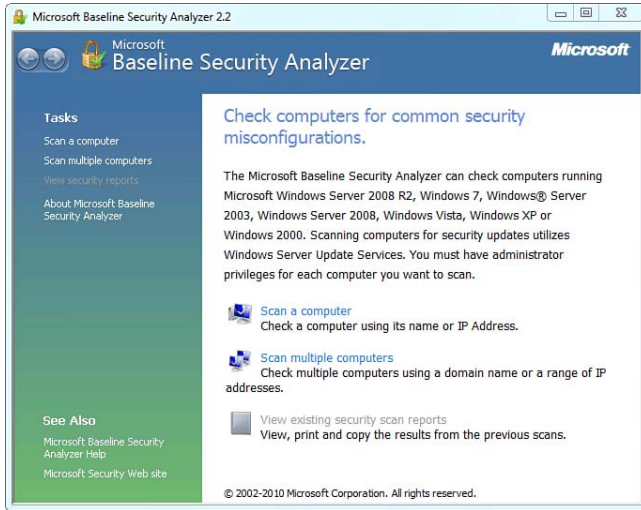 Microsoft Baseline Security Analyzer 2.2
Microsoft
Baseline Security Analyzer
Microsoft
Tasks
Scan a computer
Scan multiple computers
View security reports
About Microsoft Baseline
Security Analyzer
See Also
Microsoft Baseline Security
Analyzer Help
Microsoft Security Web site
Check computers for common security
misconfigurations.
The Microsoft Baseline Security Analyzer can check computers running
Microsoft Windows Server 2008 R2, Windows 7, Windows® Server
2003, Windows Server 2008, Windows Vista, Windows XP or
Windows 2000. Scanning computers for security updates utilizes
Windows Server Update Services. You must have administrator
privileges for each computer you want to scan.
Scan a computer
Check a computer using its name or IP Address.
Scan multiple computers
Check multiple computers using a domain name or a range of IP
addresses.
View existing security scan reports
View, print and copy the results from the previous scans.
© 2002-2010 Microsoft Corporation. All rights reserved.